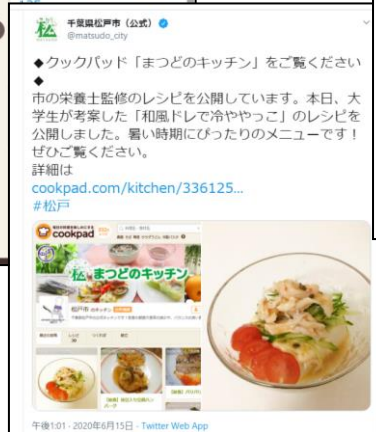 千葉県松戸市（公式）
@matsudo_city
◆クックパッド「まつどのキッチン」をご覧ください
◆
市の栄養士監修のレシピを公開しています。本日、大
学生が考案した「和風ドレで冷ややっこ」のレシピを
公開しました。暑い時期にぴったりのメニューです！
ぜひご覧ください。
詳細は
cookpad.com/kitchen/336125...
#松戸
cookpad
まつどのキッチン
松戸市
午後1:01 · 2020年6月15日 · Twitter Web App